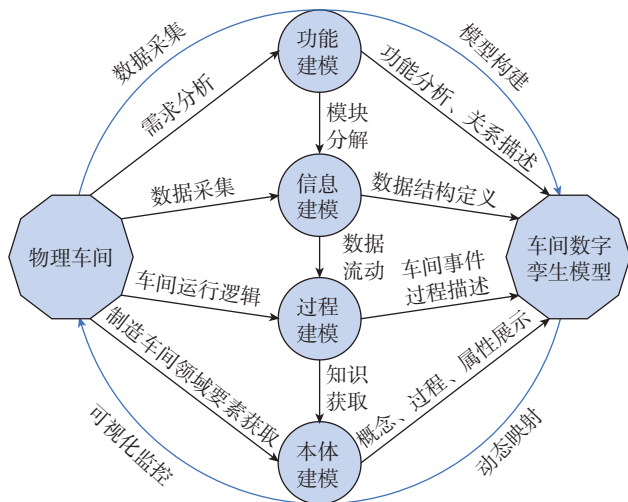 数据采集
功能
建模
模型构建
需求分析
功能分析、关系描述
模块
分解
数据采集
信息
建模
数据结构定义
物理车间
数据
流动
车间数字
孪生模型
车间运行逻辑
过程
建模
车间事件
过程描述
制造车间领域要素获取
知识
获取
概念、过程、属性展示
可视化监控
本体
建模
动态映射